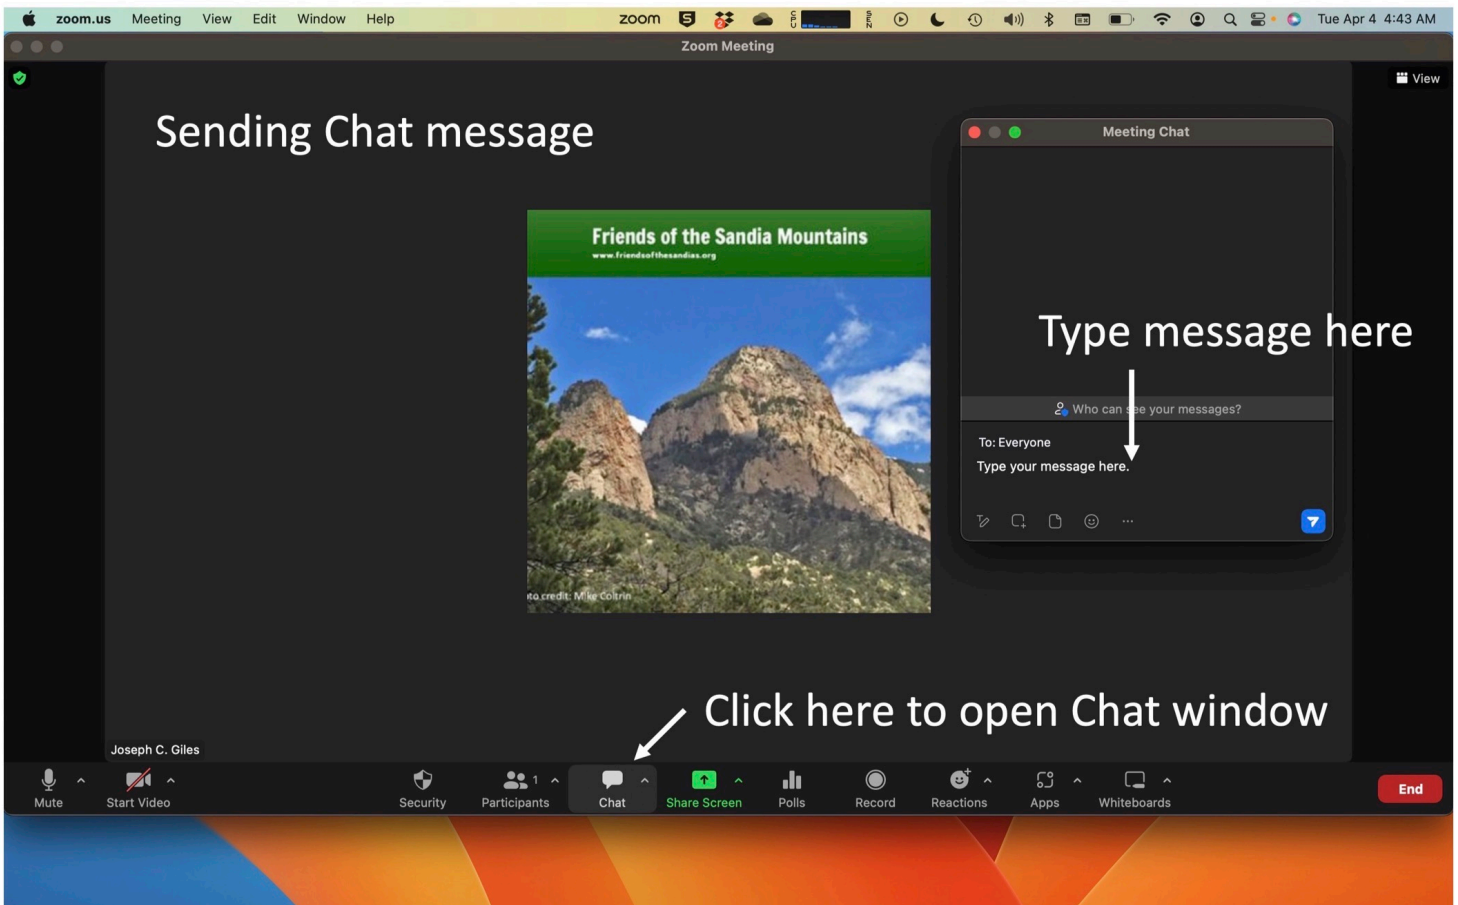 zoom.us Meeting View Edit Window Help zoom 2 CPU SEN Tue Apr 4 4:43 AM
Zoom Meeting
View
Sending Chat message
Meeting Chat
Friends of the Sandia Mountains
www.friendsofthesandias.org
Type message here
Who can see your messages?
To: Everyone
Type your message here.
to credit: Mike Coltrin
Click here to open Chat window
Joseph C. Giles
1
Mute Start Video Security Participants Chat Share Screen Polls Record Reactions Apps Whiteboards End